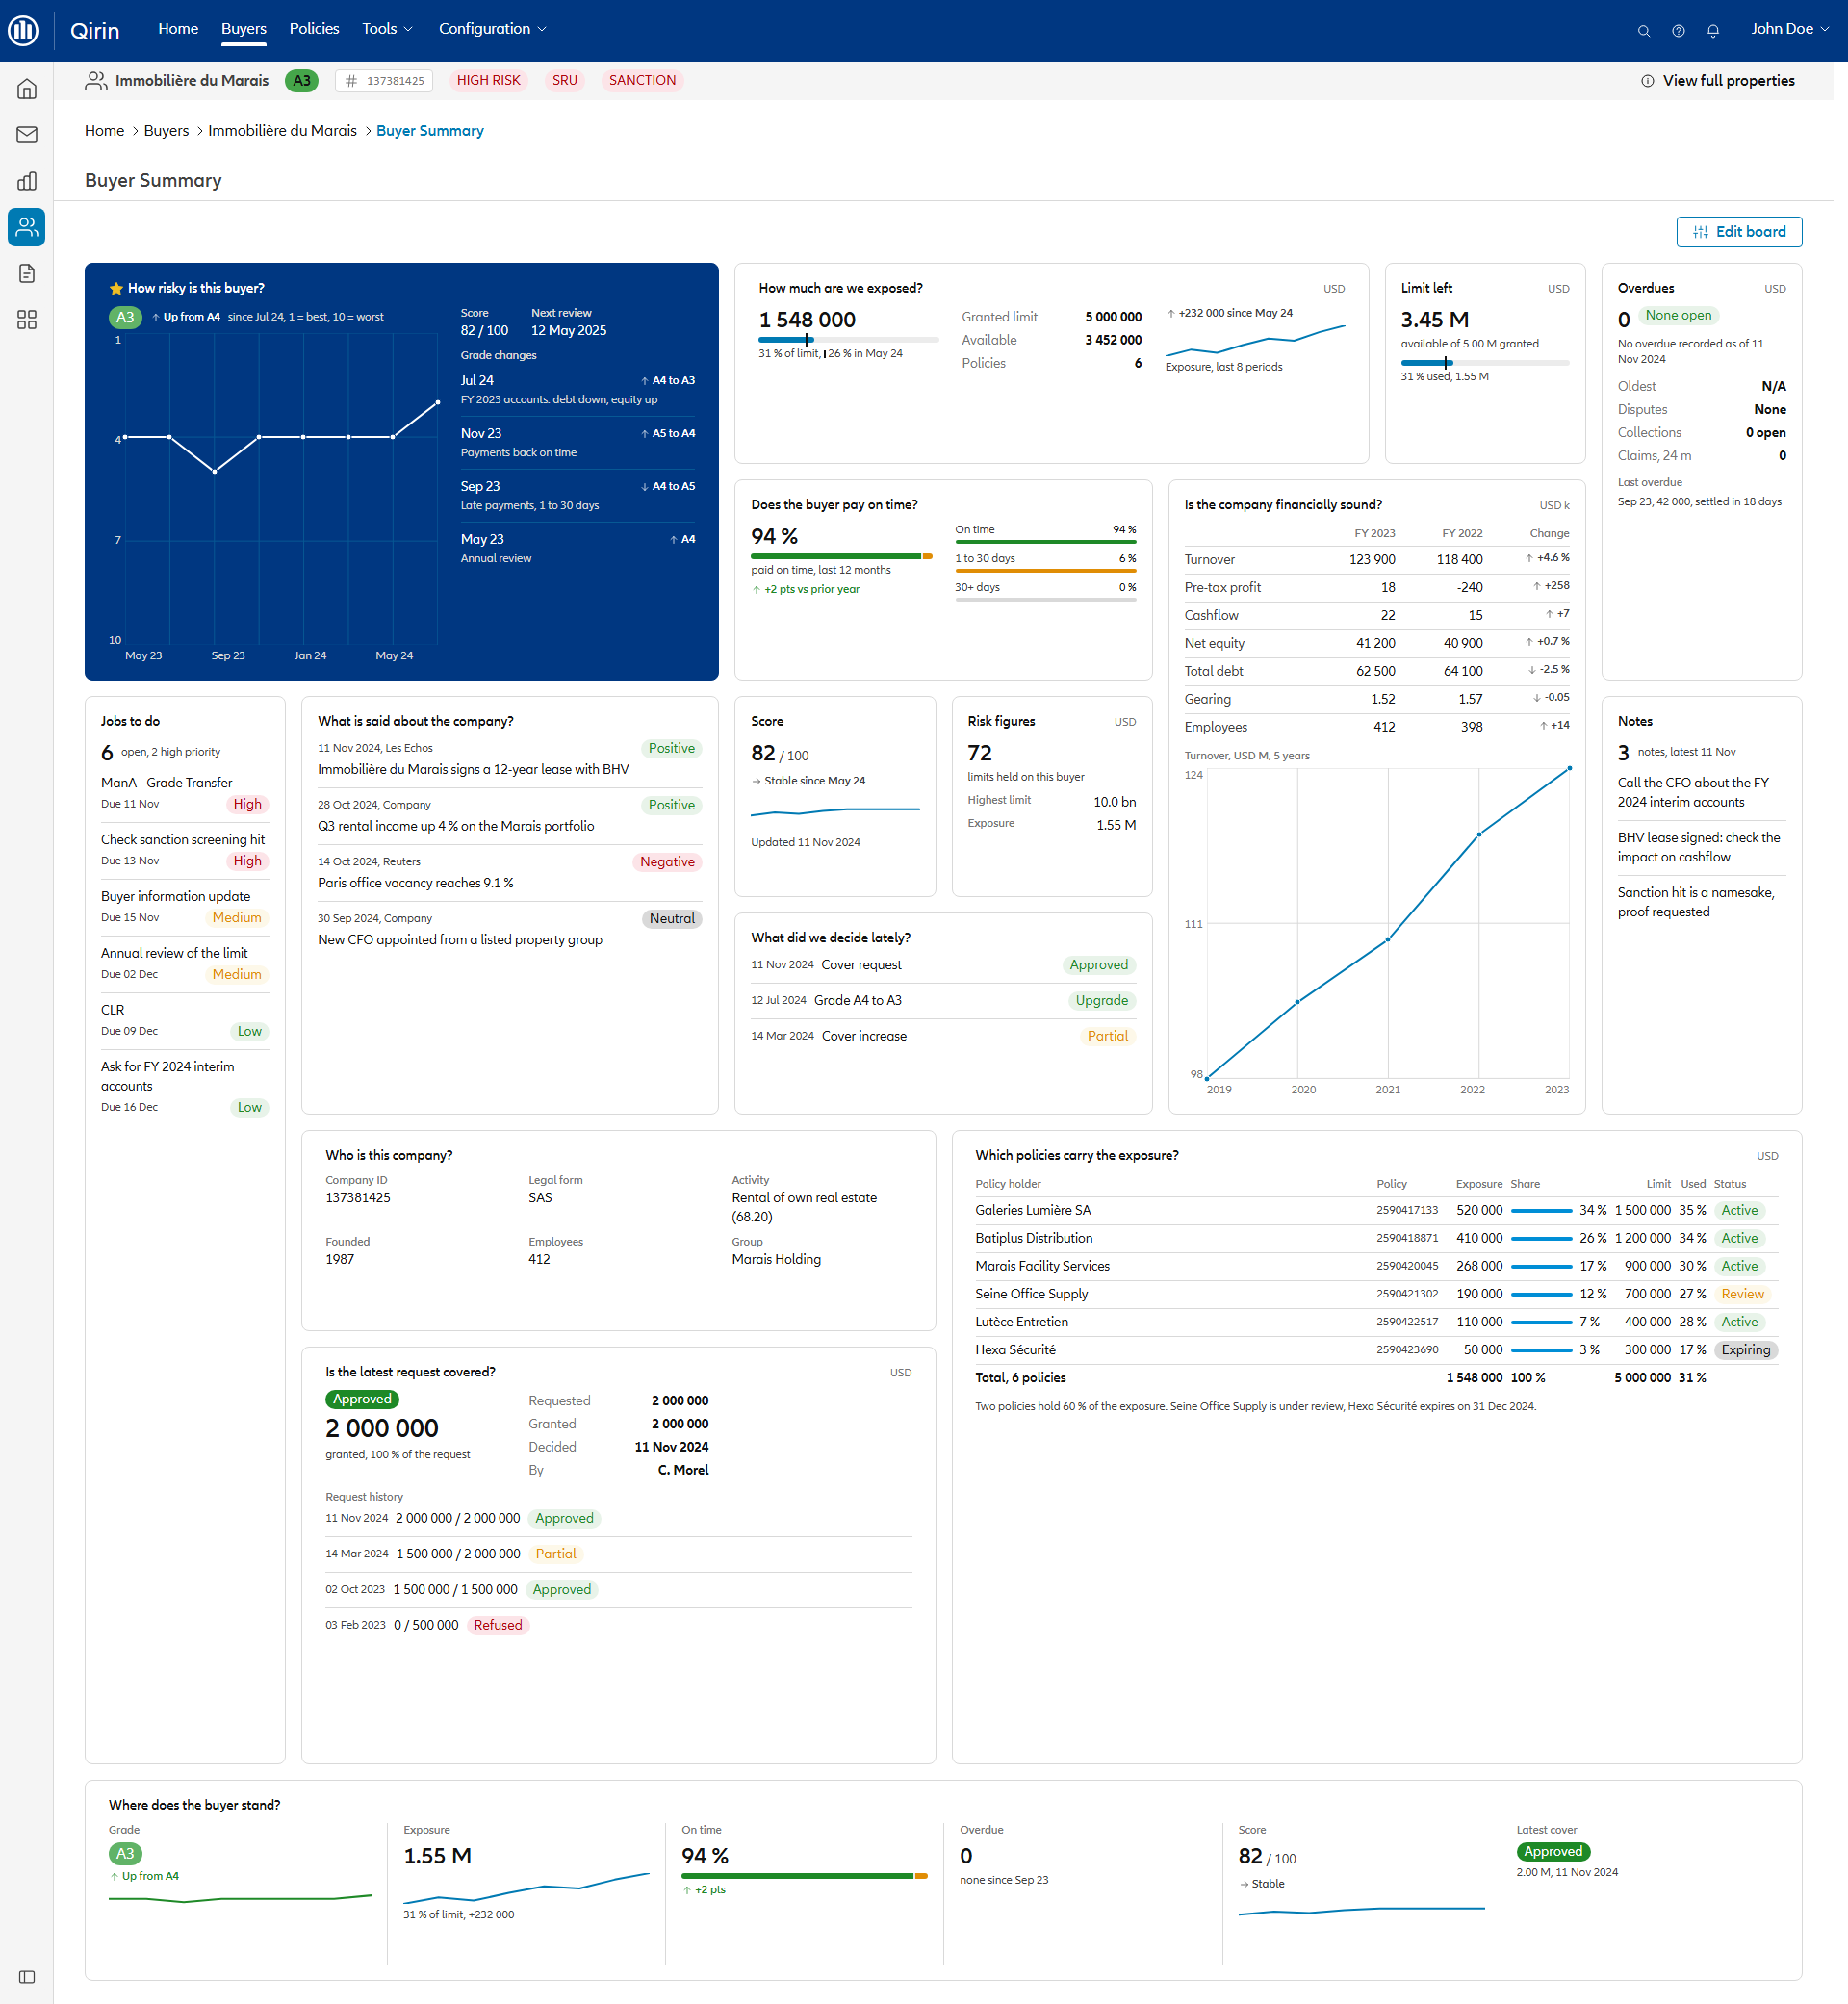 Qirin
Home
Buyers
Policies
Tools
Configuration
John Doe
Immobilière du Marais
A3
# 137381425
HIGH RISK
SRU
SANCTION
View full properties
Home > Buyers > Immobilière du Marais > Buyer Summary
Buyer Summary
Edit board
How risky is this buyer?
A3 ↑ Up from A4 since Jul 24, 1 = best, 10 = worst
1
4
7
10
May 23
Sep 23
Jan 24
May 24
Score
82 / 100
Next review
12 May 2025
Grade changes
Jul 24 ↑ A4 to A3
FY 2023 accounts: debt down, equity up
Nov 23 ↑ A5 to A4
Payments back on time
Sep 23 ↓ A4 to A5
Late payments, 1 to 30 days
May 23 ↑ A4
Annual review
How much are we exposed? USD
1 548 000
31 % of limit, 26 % in May 24
Granted limit 5 000 000
Available 3 452 000
Policies 6
↑ +232 000 since May 24
Exposure, last 8 periods
Limit left USD
3.45 M
available of 5.00 M granted
31 % used, 1.55 M
Overdues USD
0 None open
No overdue recorded as of 11
Nov 2024
Oldest N/A
Disputes None
Collections 0 open
Claims, 24 m 0
Last overdue
Sep 23, 42 000, settled in 18 days
Does the buyer pay on time?
94 %
paid on time, last 12 months
↑ +2 pts vs prior year
On time 94 %
1 to 30 days 6 %
30+ days 0 %
Is the company financially sound? USD k
FY 2023 FY 2022 Change
Turnover 123 900 118 400 ↑ +4.6 %
Pre-tax profit 18 -240 ↑ +258
Cashflow 22 15 ↑ +7
Net equity 41 200 40 900 ↑ +0.7 %
Total debt 62 500 64 100 ↓ -2.5 %
Gearing 1.52 1.57 ↓ -0.05
Employees 412 398 ↑ +14
Turnover, USD M, 5 years
124
111
98
2019
2020
2021
2022
2023
Jobs to do
6 open, 2 high priority
ManA - Grade Transfer
Due 11 Nov High
Check sanction screening hit
Due 13 Nov High
Buyer information update
Due 15 Nov Medium
Annual review of the limit
Due 02 Dec Medium
CLR
Due 09 Dec Low
Ask for FY 2024 interim
accounts
Due 16 Dec Low
What is said about the company?
11 Nov 2024, Les Echos Positive
Immobilière du Marais signs a 12-year lease with BHV
28 Oct 2024, Company Positive
Q3 rental income up 4 % on the Marais portfolio
14 Oct 2024, Reuters Negative
Paris office vacancy reaches 9.1 %
30 Sep 2024, Company Neutral
New CFO appointed from a listed property group
Score
82 / 100
→ Stable since May 24
Updated 11 Nov 2024
Risk figures USD
72
limits held on this buyer
Highest limit 10.0 bn
Exposure 1.55 M
What did we decide lately?
11 Nov 2024 Cover request Approved
12 Jul 2024 Grade A4 to A3 Upgrade
14 Mar 2024 Cover increase Partial
Notes
3 notes, latest 11 Nov
Call the CFO about the FY
2024 interim accounts
BHV lease signed: check the
impact on cashflow
Sanction hit is a namesake,
proof requested
Who is this company?
Company ID
137381425
Legal form
SAS
Activity
Rental of own real estate
(68.20)
Founded
1987
Employees
412
Group
Marais Holding
Is the latest request covered? USD
Approved
2 000 000
granted, 100 % of the request
Requested 2 000 000
Granted 2 000 000
Decided 11 Nov 2024
By C. Morel
Request history
11 Nov 2024 2 000 000 / 2 000 000 Approved
14 Mar 2024 1 500 000 / 2 000 000 Partial
02 Oct 2023 1 500 000 / 1 500 000 Approved
03 Feb 2023 0 / 500 000 Refused
Which policies carry the exposure? USD
Policy holder Policy Exposure Share Limit Used Status
Galeries Lumière SA 2590417133 520 000 34 % 1 500 000 35 % Active
Batiplus Distribution 2590418871 410 000 26 % 1 200 000 34 % Active
Marais Facility Services 2590420045 268 000 17 % 900 000 30 % Active
Seine Office Supply 2590421302 190 000 12 % 700 000 27 % Review
Lutèce Entretien 2590422517 110 000 7 % 400 000 28 % Active
Hexa Sécurité 2590423690 50 000 3 % 300 000 17 % Expiring
Total, 6 policies 1 548 000 100 % 5 000 000 31 %
Two policies hold 60 % of the exposure. Seine Office Supply is under review, Hexa Sécurité expires on 31 Dec 2024.
Where does the buyer stand?
Grade
A3
↑ Up from A4
Exposure
1.55 M
31 % of limit, +232 000
On time
94 %
↑ +2 pts
Overdue
0
none since Sep 23
Score
82 / 100
→ Stable
Latest cover
Approved
2.00 M, 11 Nov 2024